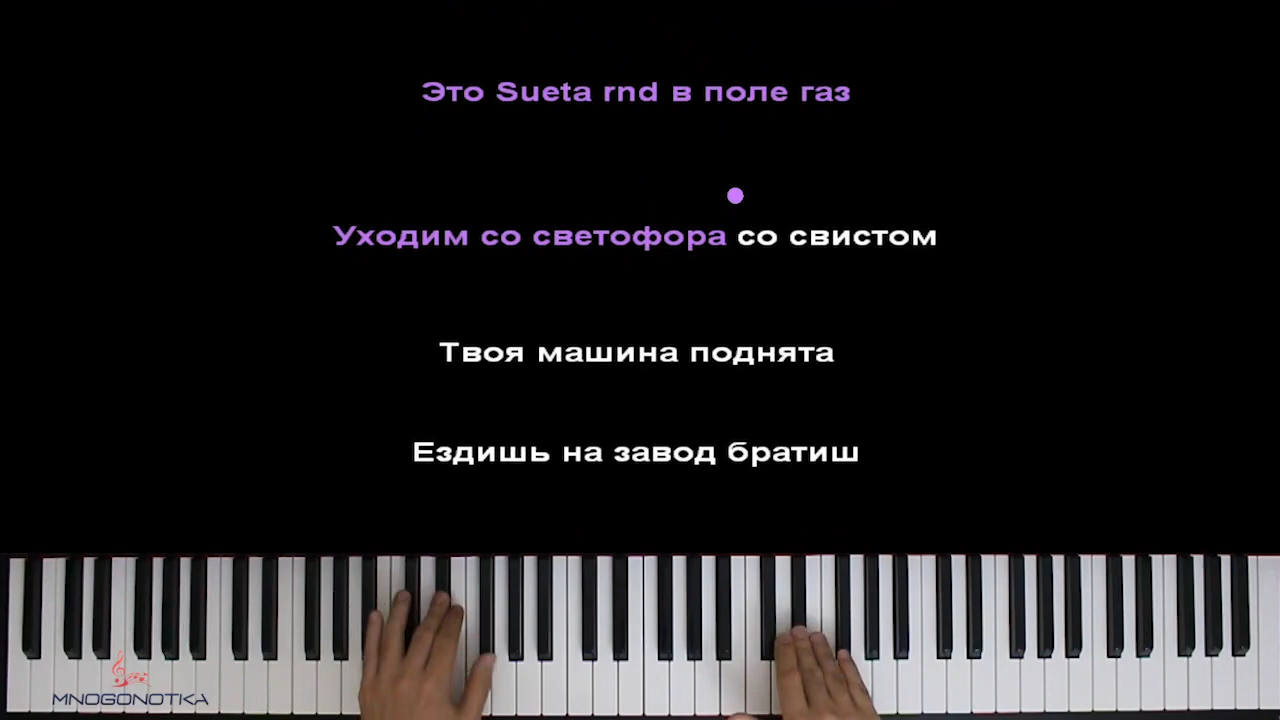 Это Sueta rnd в поле газ
Уходим со светофора со свистом
Твоя машина поднята
Ездишь на завод братиш
MNOGONOTKA